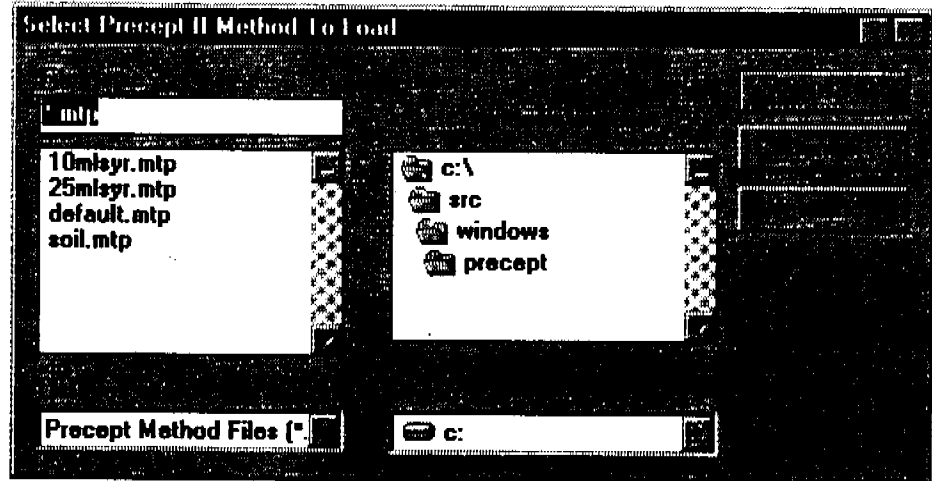 Select Precept II Method To Load
*.mtp
10mlsyr.mtp
25mlsyr.mtp
default.mtp
soil.mtp
c:\
src
windows
precept
Precept Method Files (*.
c: